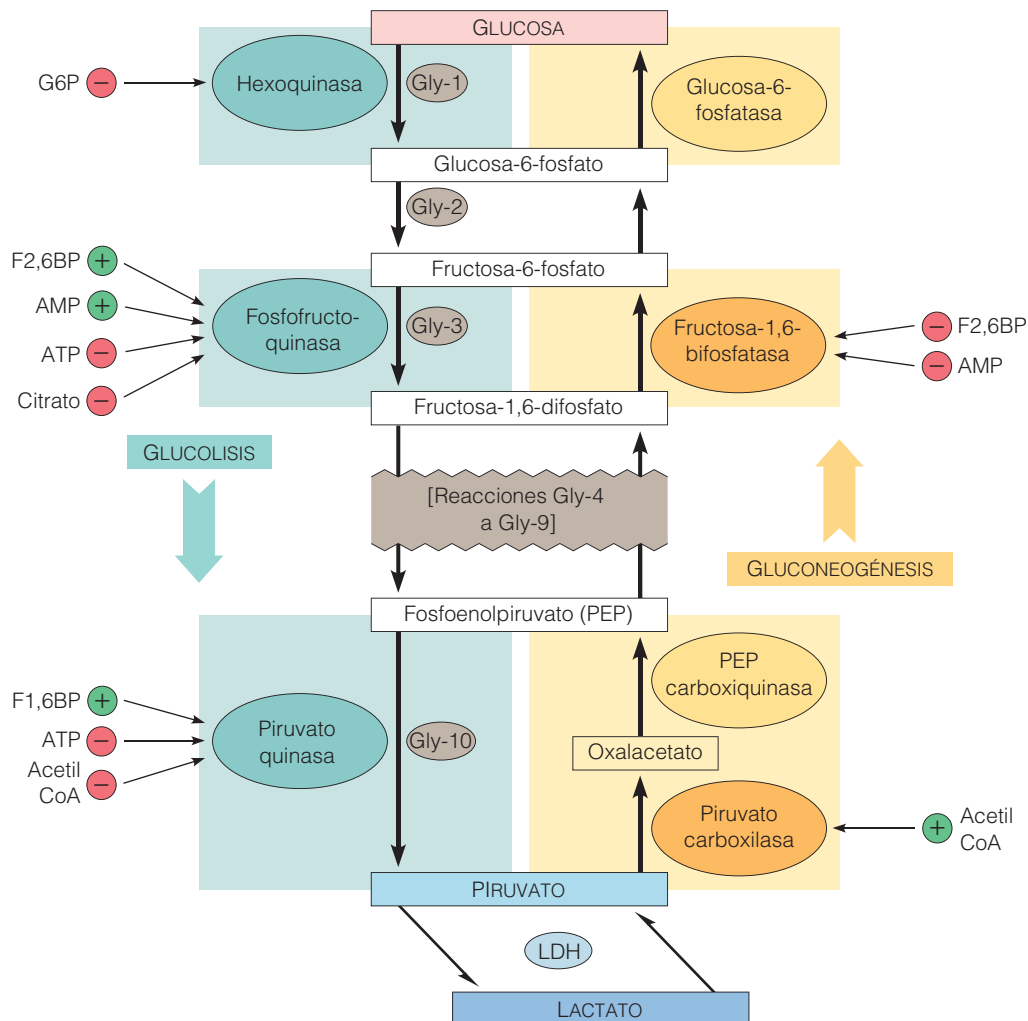 GLUCOSA
G6P
−
Hexoquinasa
Gly-1
Glucosa-6-
fosfatasa
Glucosa-6-fosfato
Gly-2
Fructosa-6-fosfato
F2,6BP
+
AMP
+
ATP
−
Citrato
−
Fosfofructo-
quinasa
Gly-3
Fructosa-1,6-
bifosfatasa
−
F2,6BP
−
AMP
Fructosa-1,6-difosfato
GLUCOLISIS
[Reacciones Gly-4
a Gly-9]
GLUCONEOGÉNESIS
Fosfoenolpiruvato (PEP)
F1,6BP
+
ATP
−
Acetil
CoA
−
Piruvato
quinasa
Gly-10
PEP
carboxiquinasa
Oxalacetato
Piruvato
carboxilasa
+
Acetil
CoA
PIRUVATO
LDH
LACTATO